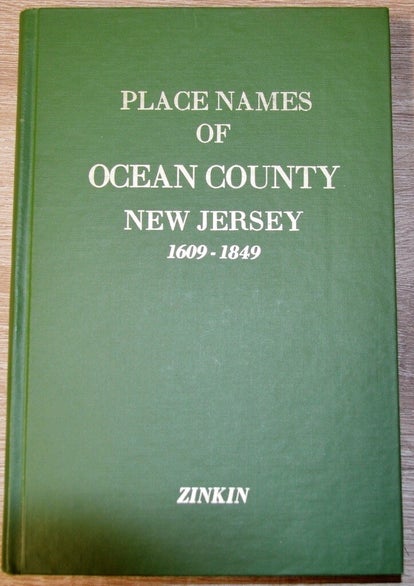 PLACE NAMES
OF
OCEAN COUNTY
NEW JERSEY
1609-1849
ZINKIN